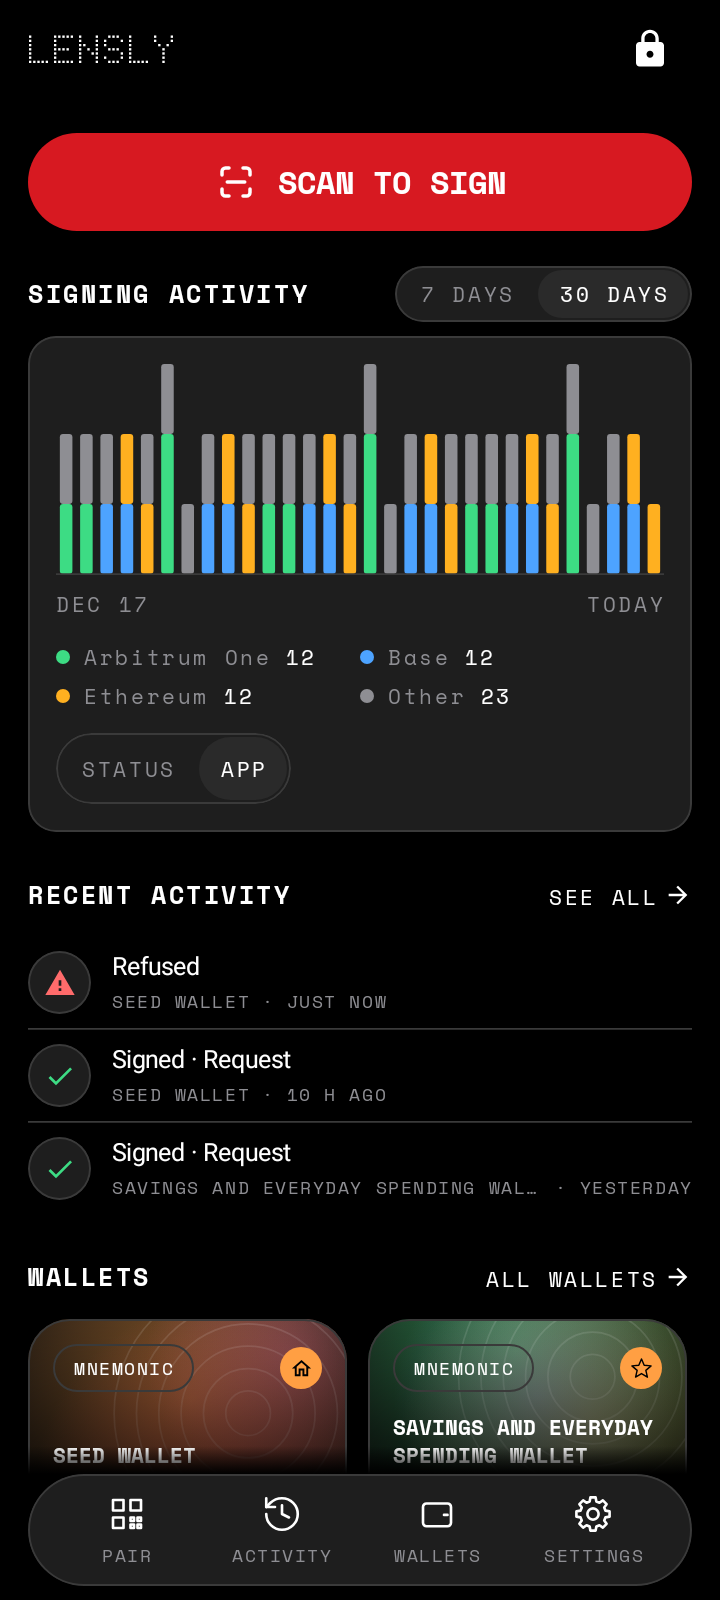 LENSLY
SCAN TO SIGN
SIGNING ACTIVITY
7 DAYS 30 DAYS
DEC 17 TODAY
Arbitrum One 12 Base 12
Ethereum 12 Other 23
STATUS APP
RECENT ACTIVITY SEE ALL →
Refused
SEED WALLET · JUST NOW
Signed · Request
SEED WALLET · 10 H AGO
Signed · Request
SAVINGS AND EVERYDAY SPENDING WAL… · YESTERDAY
WALLETS ALL WALLETS →
MNEMONIC MNEMONIC
SEED WALLET
SAVINGS AND EVERYDAY
SPENDING WALLET
PAIR ACTIVITY WALLETS SETTINGS